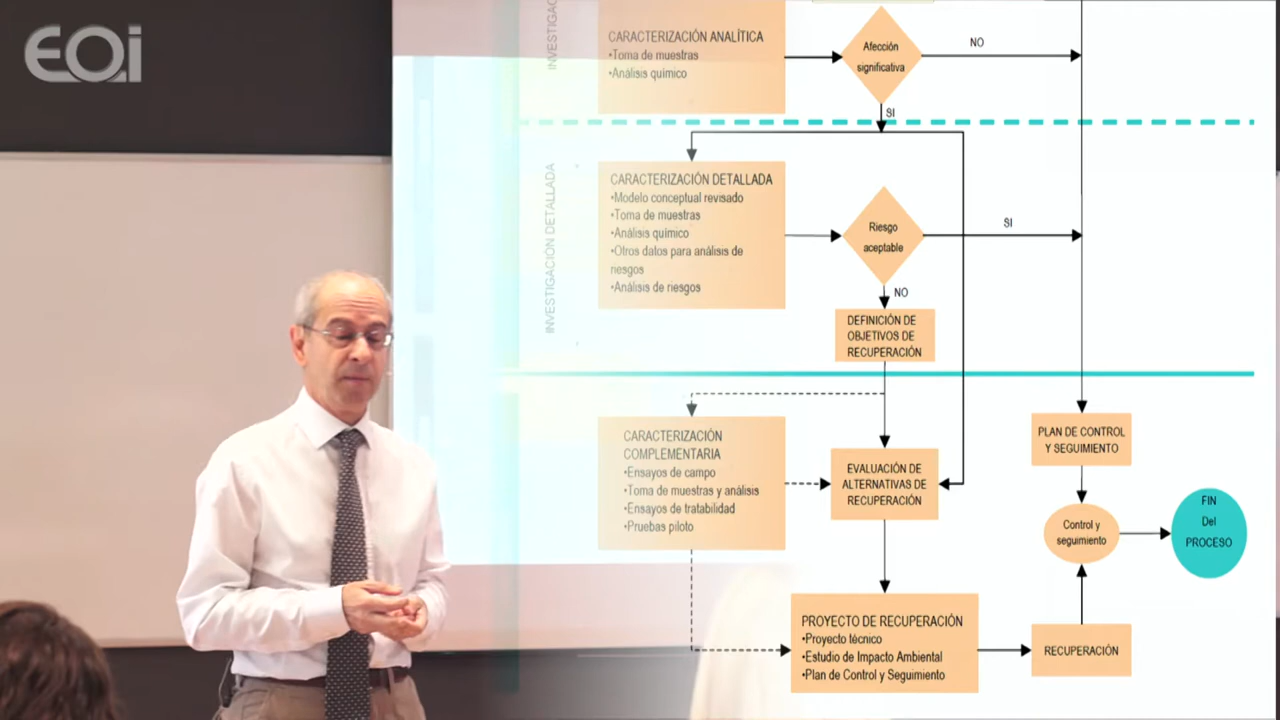 EOi
INVESTIGAC
CARACTERIZACIÓN ANALÍTICA
•Toma de muestras
•Análisis químico
Afección
significativa
NO
SI
INVESTIGACIÓN DETALLADA
CARACTERIZACIÓN DETALLADA
•Modelo conceptual revisado
•Toma de muestras
•Análisis químico
•Otros datos para análisis de
riesgos
•Análisis de riesgos
Riesgo
aceptable
SI
NO
DEFINICIÓN DE
OBJETIVOS DE
RECUPERACIÓN
CARACTERIZACIÓN
COMPLEMENTARIA
•Ensayos de campo
•Toma de muestras y análisis
•Ensayos de tratabilidad
•Pruebas piloto
EVALUACIÓN DE
ALTERNATIVAS DE
RECUPERACIÓN
PLAN DE CONTROL
Y SEGUIMIENTO
Control y
seguimiento
FIN
Del
PROCESO
PROYECTO DE RECUPERACIÓN
•Proyecto técnico
•Estudio de Impacto Ambiental
•Plan de Control y Seguimiento
RECUPERACIÓN